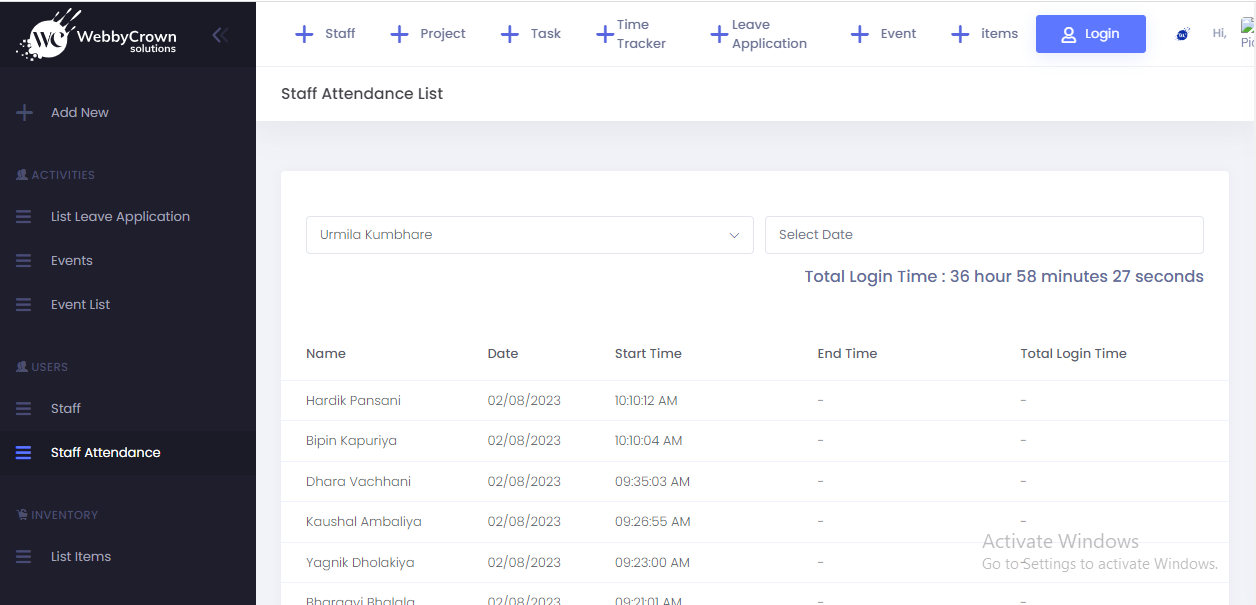 WebbyCrown
solutions
Staff
Project
Task
Time
Tracker
Leave
Application
Event
items
Login
Hi,
Staff Attendance List
Add New
ACTIVITIES
List Leave Application
Events
Event List
USERS
Staff
Staff Attendance
INVENTORY
List Items
Urmila Kumbhare
Select Date
Total Login Time : 36 hour 58 minutes 27 seconds
Name Date Start Time End Time Total Login Time
Hardik Pansani 02/08/2023 10:10:12 AM - -
Bipin Kapuriya 02/08/2023 10:10:04 AM - -
Dhara Vachhani 02/08/2023 09:35:03 AM - -
Kaushal Ambaliya 02/08/2023 09:26:55 AM - -
Yagnik Dholakiya 02/08/2023 09:23:00 AM - -
Bhargavi Bhalala 02/08/2023 09:21:01 AM - -
Activate Windows
Go to Settings to activate Windows.